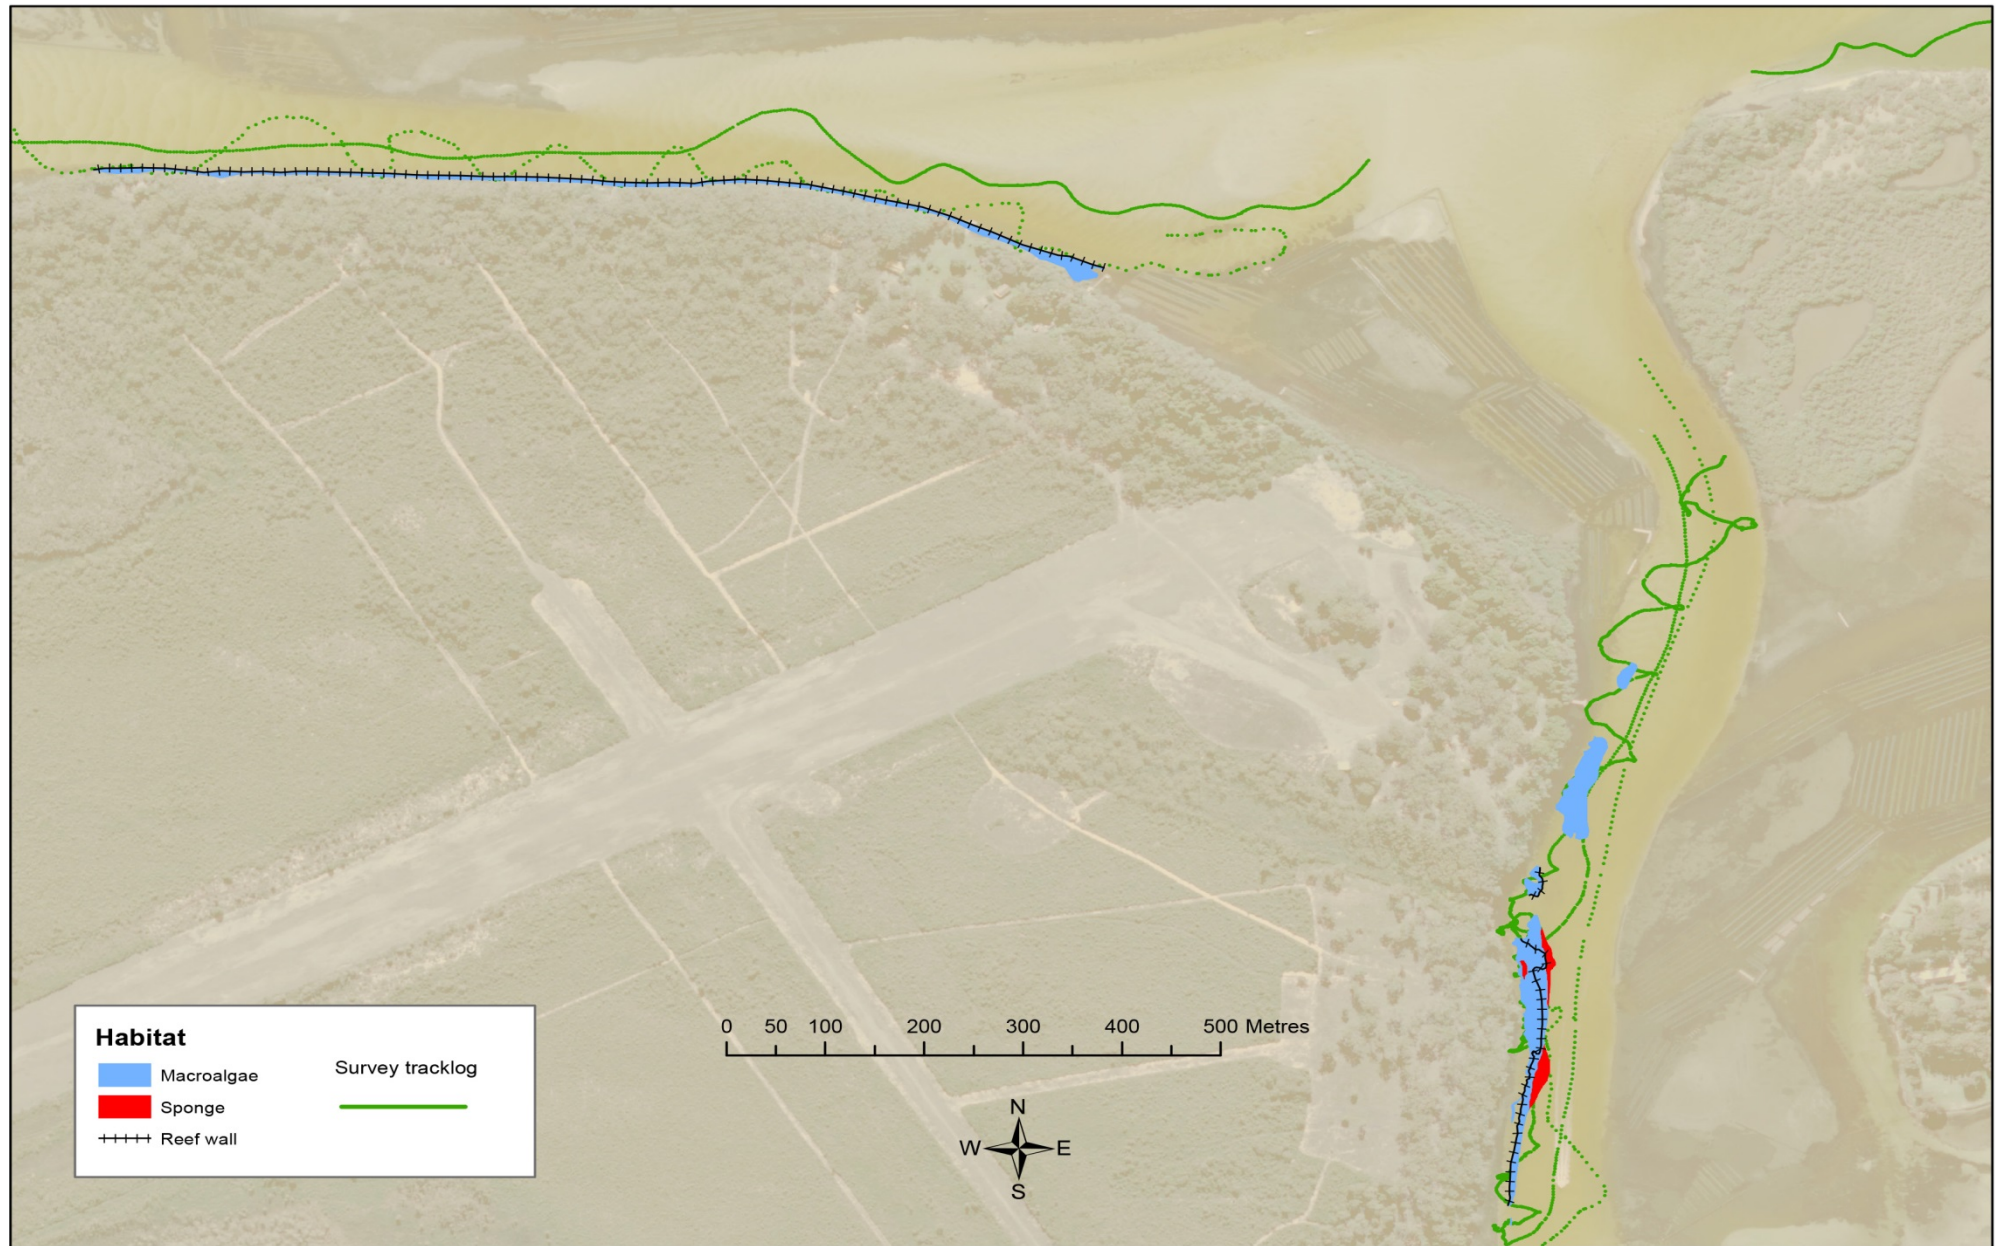 Habitat
Macroalgae
Sponge
Reef wall
Survey tracklog
0 50 100 200 300 400 500 Metres
N
W E
S